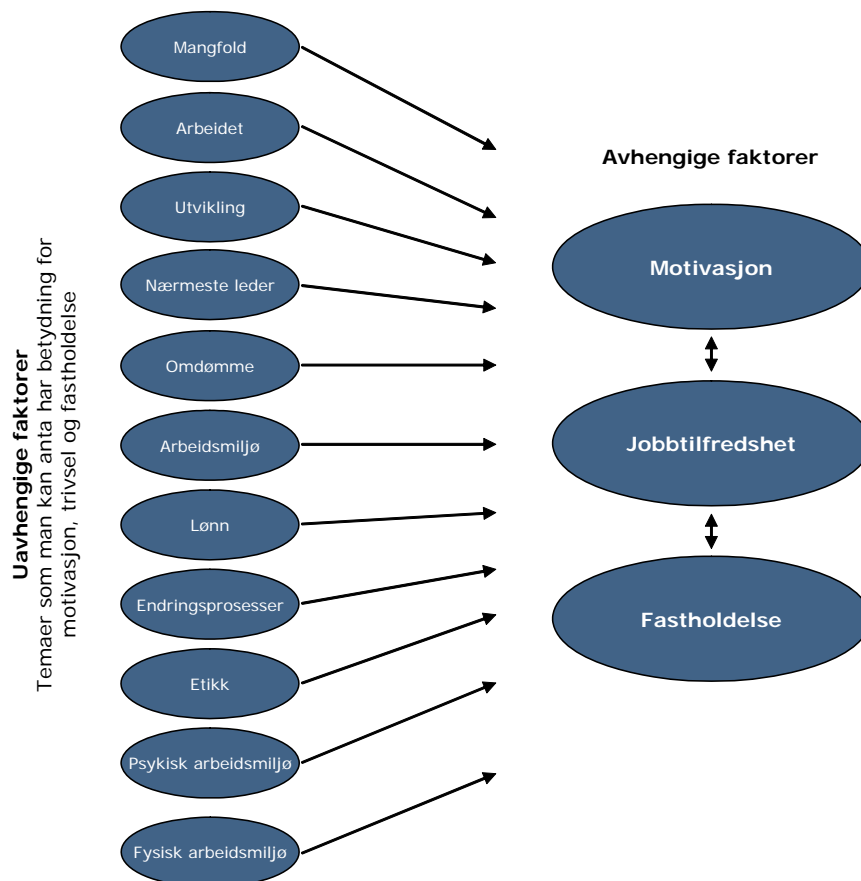 Uavhengige faktorer
Temaer som man kan anta har betydning for
motivasjon, trivsel og fastholdelse
Mangfold
Arbeidet
Utvikling
Nærmeste leder
Omdømme
Arbeidsmiljø
Lønn
Endringsprosesser
Etikk
Psykisk arbeidsmiljø
Fysisk arbeidsmiljø
Avhengige faktorer
Motivasjon
Jobbtilfredshet
Fastholdelse